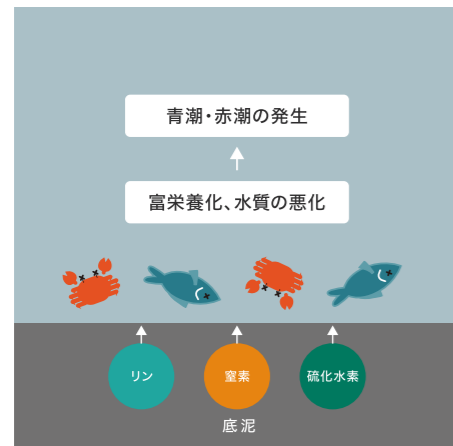 青潮・赤潮の発生
富栄養化、水質の悪化
リン
窒素
硫化水素
底泥